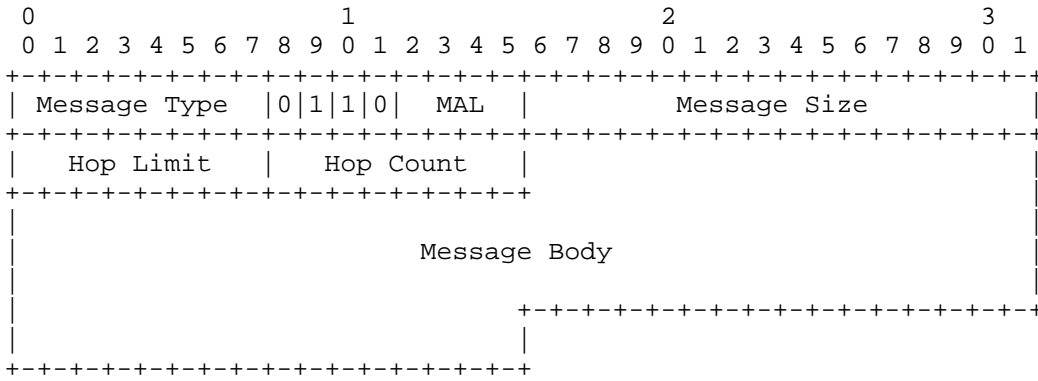 0                   1                   2                   3
 0 1 2 3 4 5 6 7 8 9 0 1 2 3 4 5 6 7 8 9 0 1 2 3 4 5 6 7 8 9 0 1
+-+-+-+-+-+-+-+-+-+-+-+-+-+-+-+-+-+-+-+-+-+-+-+-+-+-+-+-+-+-+-+-+
| Message Type  |0|1|1|0|  MAL  |         Message Size          |
+-+-+-+-+-+-+-+-+-+-+-+-+-+-+-+-+-+-+-+-+-+-+-+-+-+-+-+-+-+-+-+-+
|   Hop Limit   |   Hop Count   |                               |
+-+-+-+-+-+-+-+-+-+-+-+-+-+-+-+-+                               |
|                                                               |
|                         Message Body                          |
|                                                               |
|                               +-+-+-+-+-+-+-+-+-+-+-+-+-+-+-+-+
|                               |
+-+-+-+-+-+-+-+-+-+-+-+-+-+-+-+-+